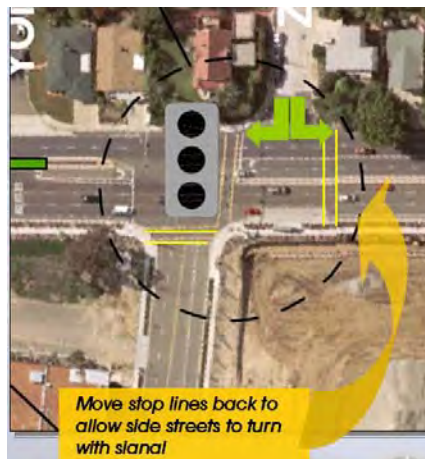 Move stop lines back to
allow side streets to turn
with signal